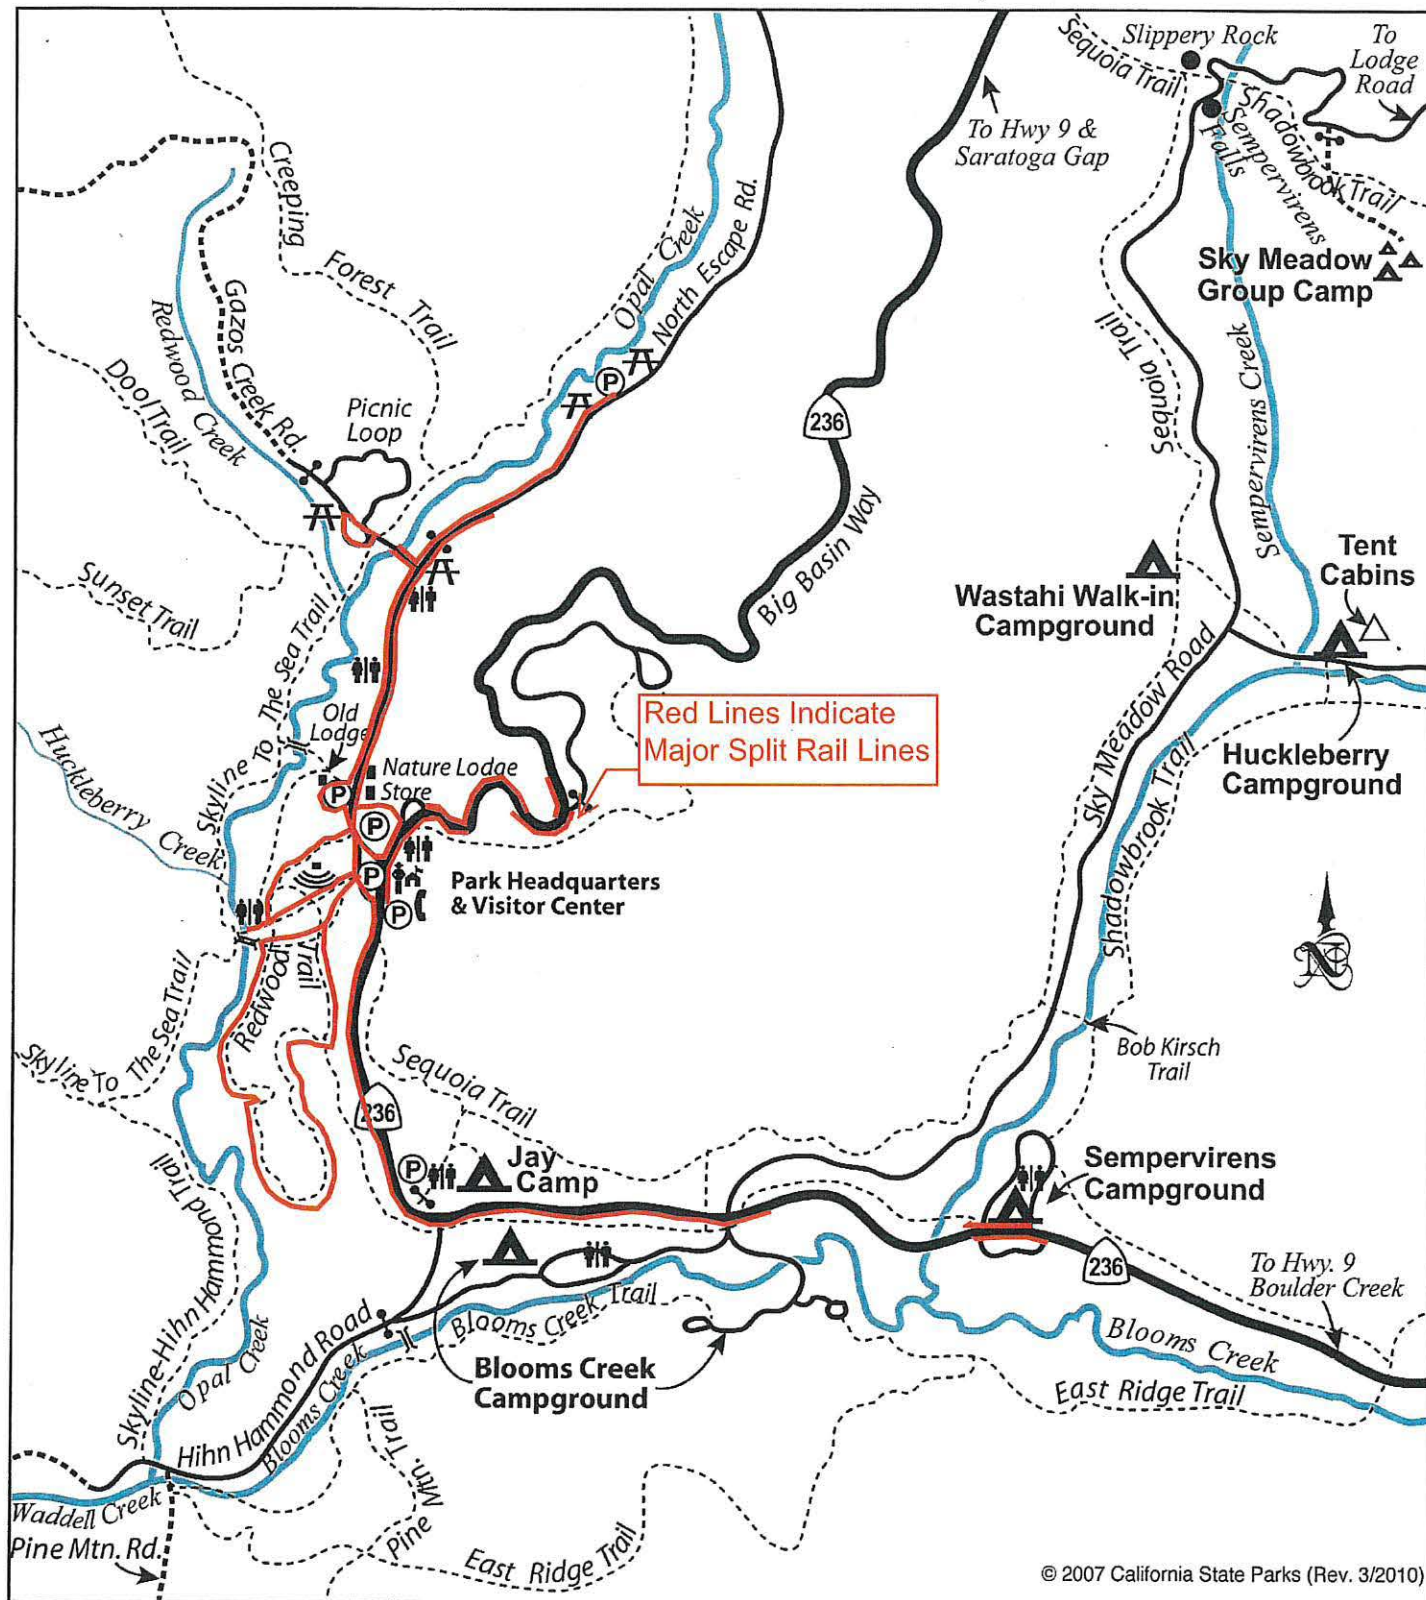 Slippery Rock
To
Lodge
Road
Sequoia Trail
Shadowbrook Trail
Sempervirens
Falls
To Hwy 9 &
Saratoga Gap
Creeping
Forest
Trail
Opal Creek
North Escape Rd.
Sky Meadow
Group Camp
Gazos Creek Rd.
Redwood Creek
Dool Trail
Picnic
Loop
P
236
Sequoia Trail
Sempervirens Creek
Sempervirens Creek
Big Basin Way
Tent
Cabins
Sunset Trail
Wastahi Walk-in
Campground
Skyline To The Sea Trail
Sky Meadow Road
Old
Lodge
Red Lines Indicate
Major Split Rail Lines
Huckleberry
Campground
Huckleberry Creek
Nature Lodge
Store
P
P
P
P
Park Headquarters
& Visitor Center
Shadowbrook Trail
Redwood
Trail
N
Skyline To The Sea Trail
Bob Kirsch
Trail
Sequoia Trail
236
P
Jay
Camp
Sempervirens
Campground
Skyline-Hihn Hammond Trail
236
To Hwy. 9
Boulder Creek
Blooms Creek Trail
Blooms Creek
Opal Creek
Hihn Hammond Road
Blooms Creek
Blooms Creek
Campground
East Ridge Trail
Waddell Creek
Pine Mtn. Trail
Pine Mtn. Rd.
East Ridge Trail
© 2007 California State Parks (Rev. 3/2010)